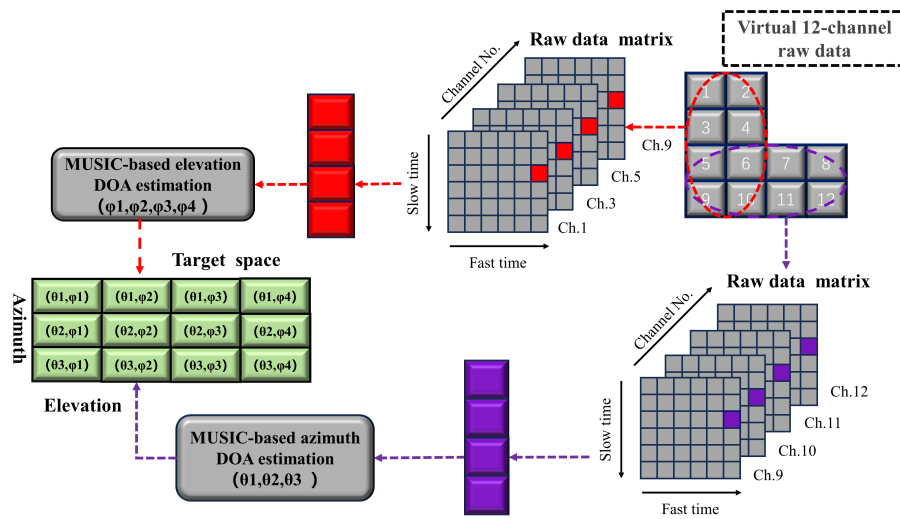 Virtual 12-channel
raw data
Raw data matrix
Channel No.
Slow time
Fast time
Ch.1
Ch.3
Ch.5
Ch.9
1 2
3 4
5 6 7 8
9 10 11 12
MUSIC-based elevation
DOA estimation
(φ1,φ2,φ3,φ4 )
Target space
Azimuth
(θ1,φ1) (θ1,φ2) (θ1,φ3) (θ1,φ4)
(θ2,φ1) (θ2,φ2) (θ2,φ3) (θ2,φ4)
(θ3,φ1) (θ3,φ2) (θ3,φ3) (θ3,φ4)
Elevation
MUSIC-based azimuth
DOA estimation
(θ1,θ2,θ3 )
Raw data matrix
Channel No.
Slow time
Fast time
Ch.9
Ch.10
Ch.11
Ch.12